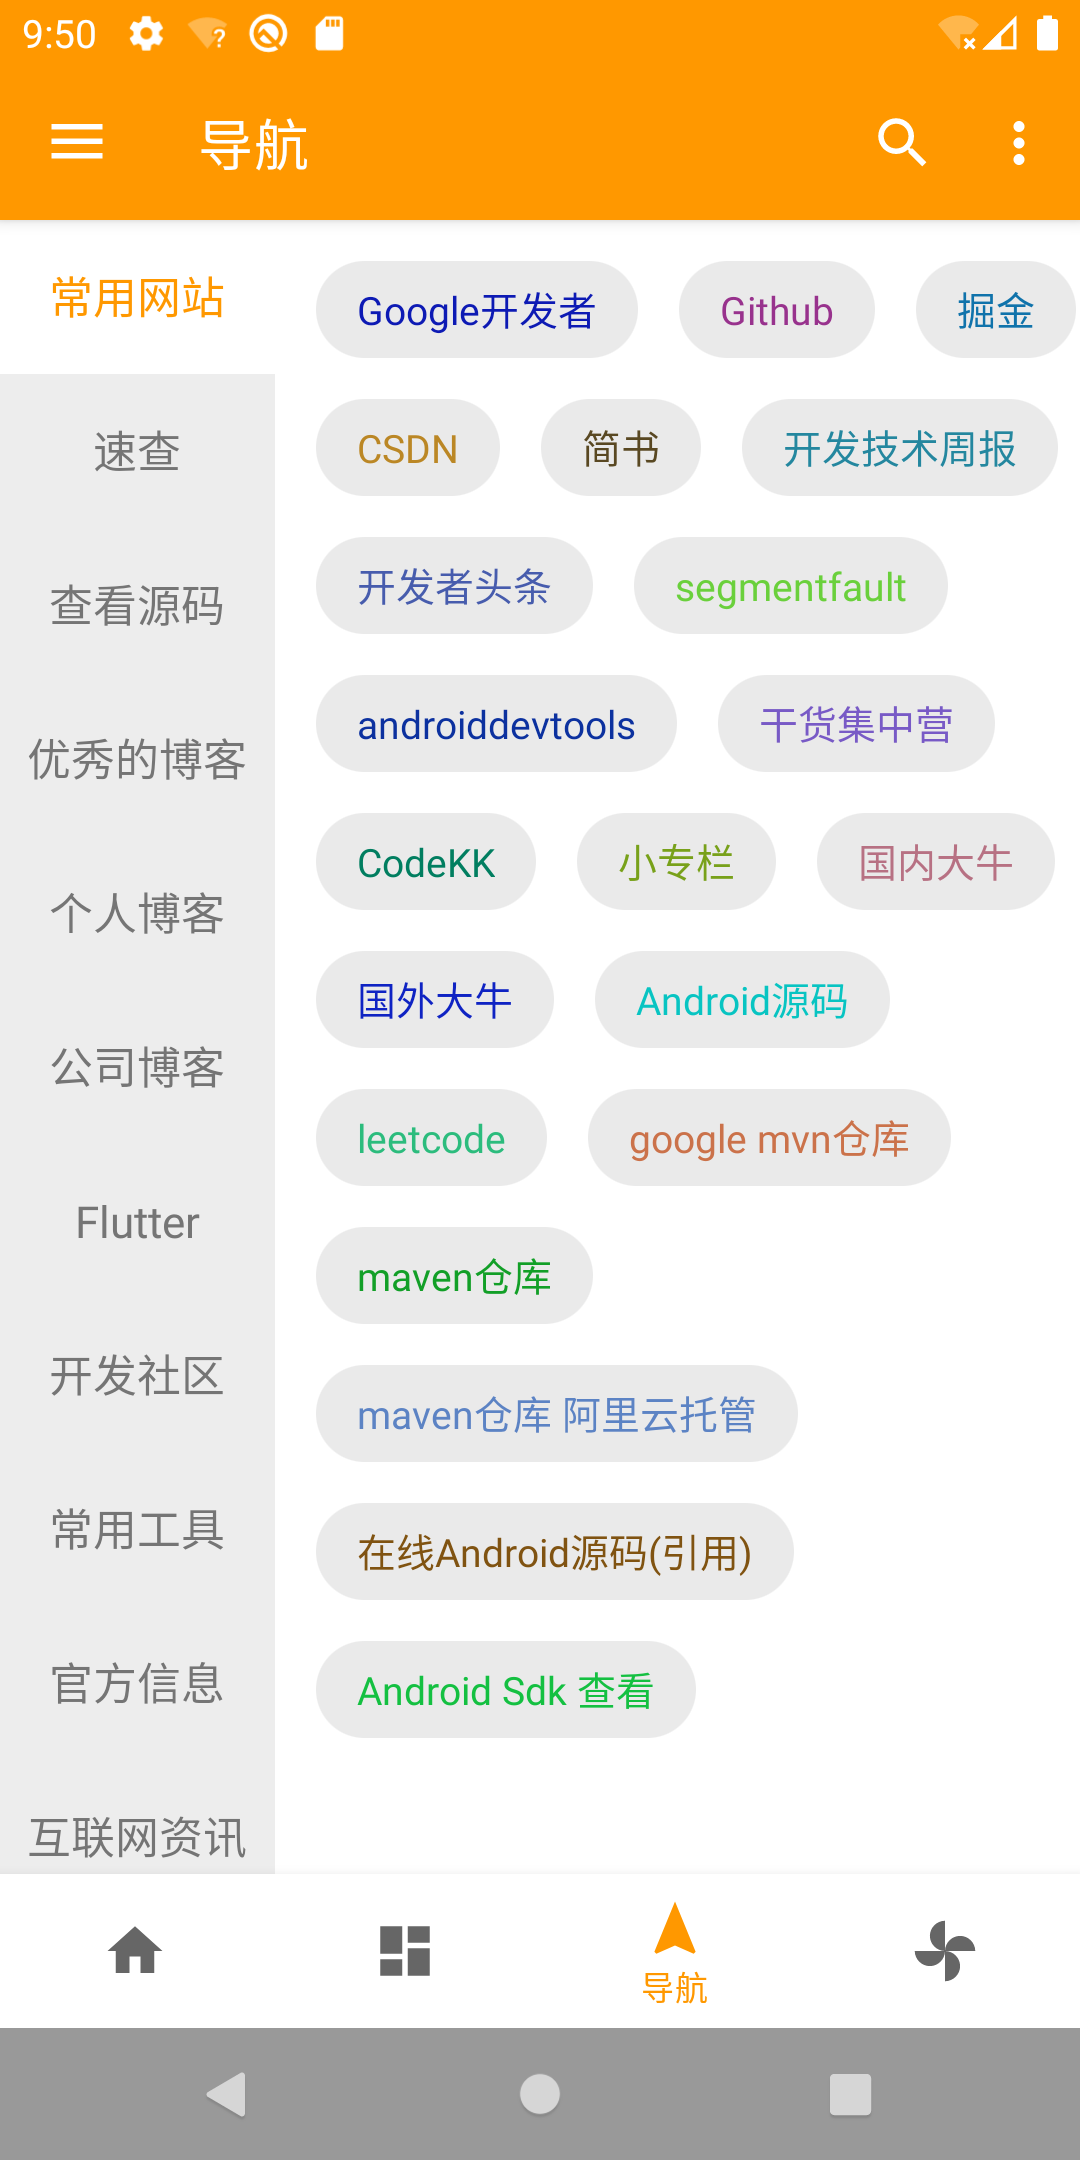 9:50
导航
常用网站
速查
查看源码
优秀的博客
个人博客
公司博客
Flutter
开发社区
常用工具
官方信息
互联网资讯
Google开发者 Github 掘金
CSDN 简书 开发技术周报
开发者头条 segmentfault
androiddevtools 干货集中营
CodeKK 小专栏 国内大牛
国外大牛 Android源码
leetcode google mvn仓库
maven仓库
maven仓库 阿里云托管
在线Android源码(引用)
Android Sdk 查看
导航